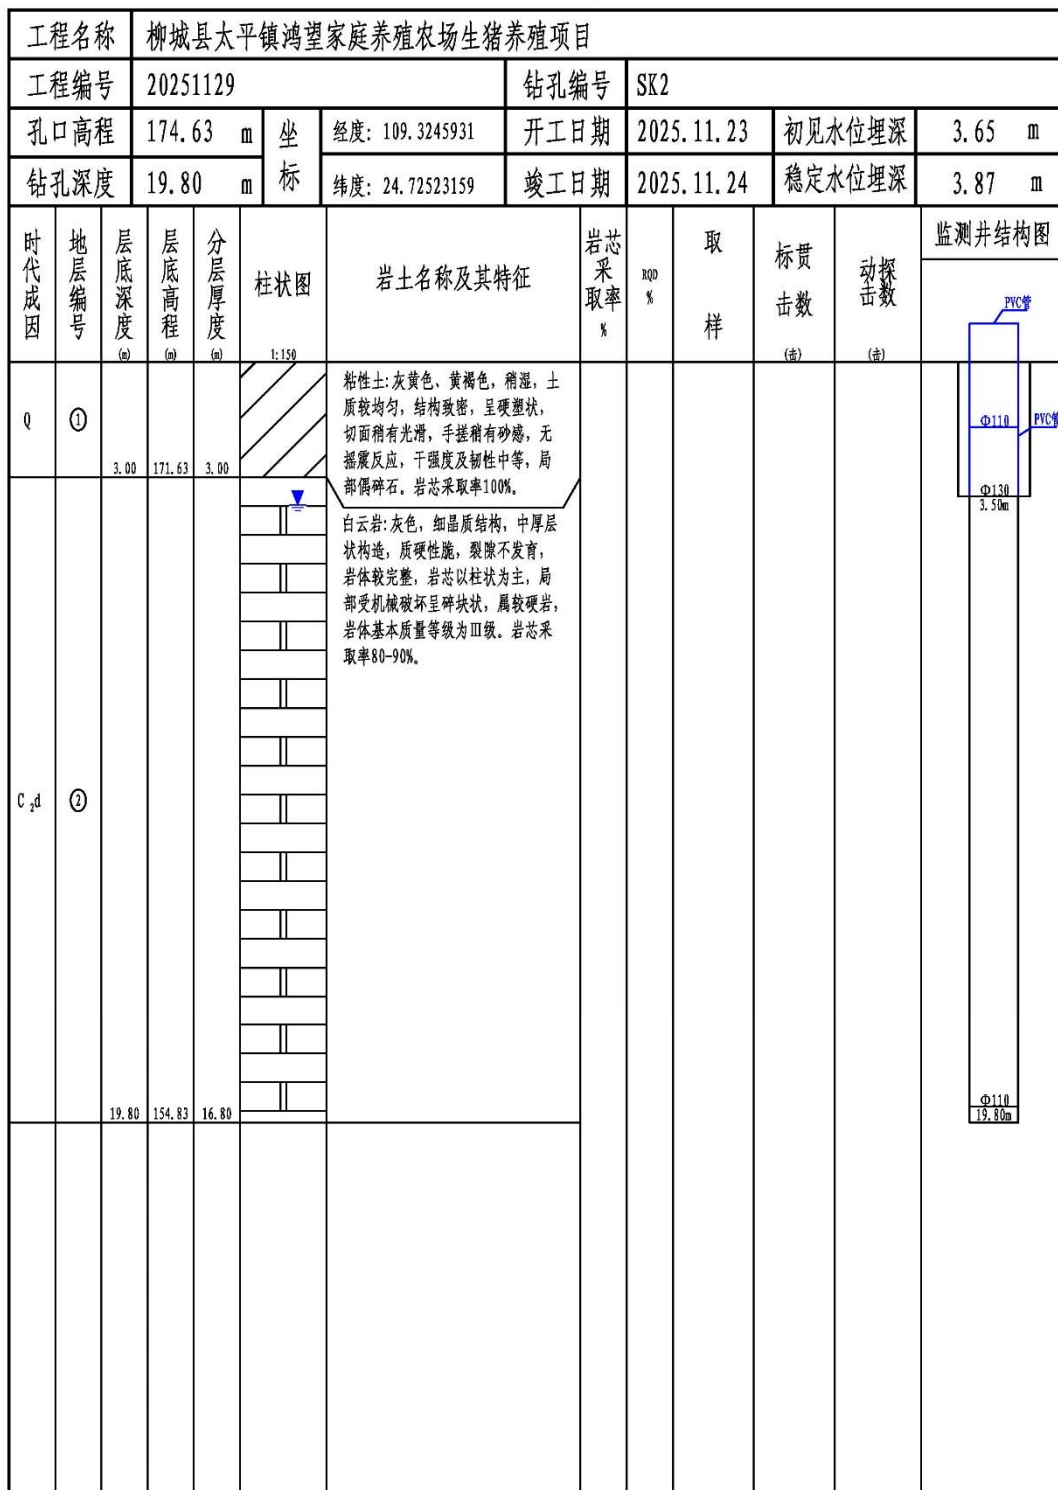 工程名称 柳城县太平镇鸿望家庭养殖农场生猪养殖项目
工程编号 20251129 钻孔编号 SK2
孔口高程 174.63 m 坐标 经度: 109.3245931 开工日期 2025.11.23 初见水位埋深 3.65 m
钻孔深度 19.80 m 纬度: 24.72523159 竣工日期 2025.11.24 稳定水位埋深 3.87 m
时代成因 地层编号 层底深度(m) 层底高程(m) 分层厚度(m) 柱状图 1:150 岩土名称及其特征 岩芯采取率% RQD % 取样 标贯击数(击) 动探击数(击) 监测井结构图
PVC管
粘性土:灰黄色、黄褐色，稍湿，土
质较均匀，结构致密，呈硬塑状，
切面稍有光滑，手搓稍有砂感，无
摇震反应，干强度及韧性中等，局
部偶碎石。岩芯采取率100%。
Q ① 3.00 171.63 3.00
Φ110 PVC管
Φ130
3.50m
白云岩:灰色，细晶质结构，中厚层
状构造，质硬性脆，裂隙不发育，
岩体较完整，岩芯以柱状为主，局
部受机械破坏呈碎块状，属较硬岩，
岩体基本质量等级为Ⅲ级。岩芯采
取率80-90%。
C₂d ② 19.80 154.83 16.80
Φ110
19.80m